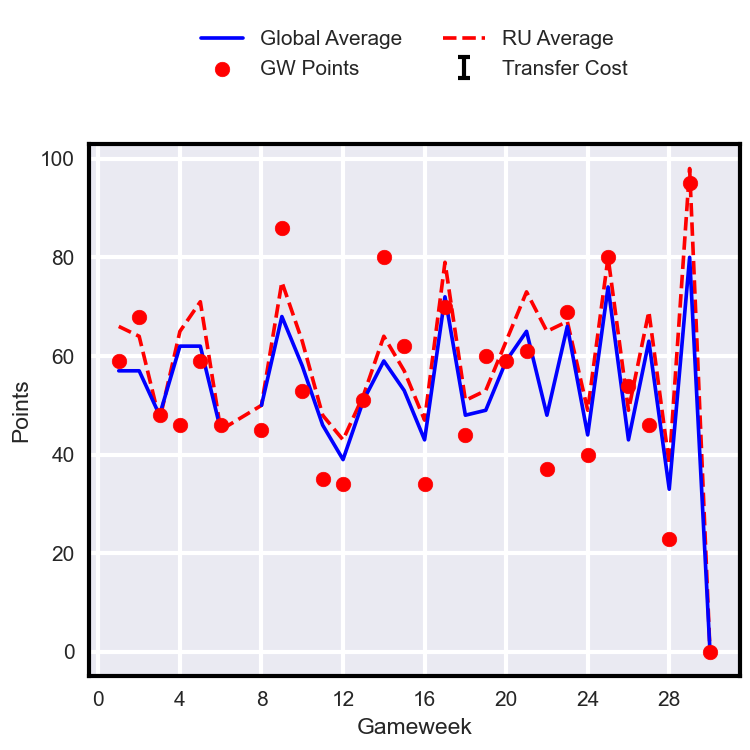 Global Average
RU Average
GW Points
Transfer Cost
100
80
60
40
20
0
Points
0 4 8 12 16 20 24 28
Gameweek